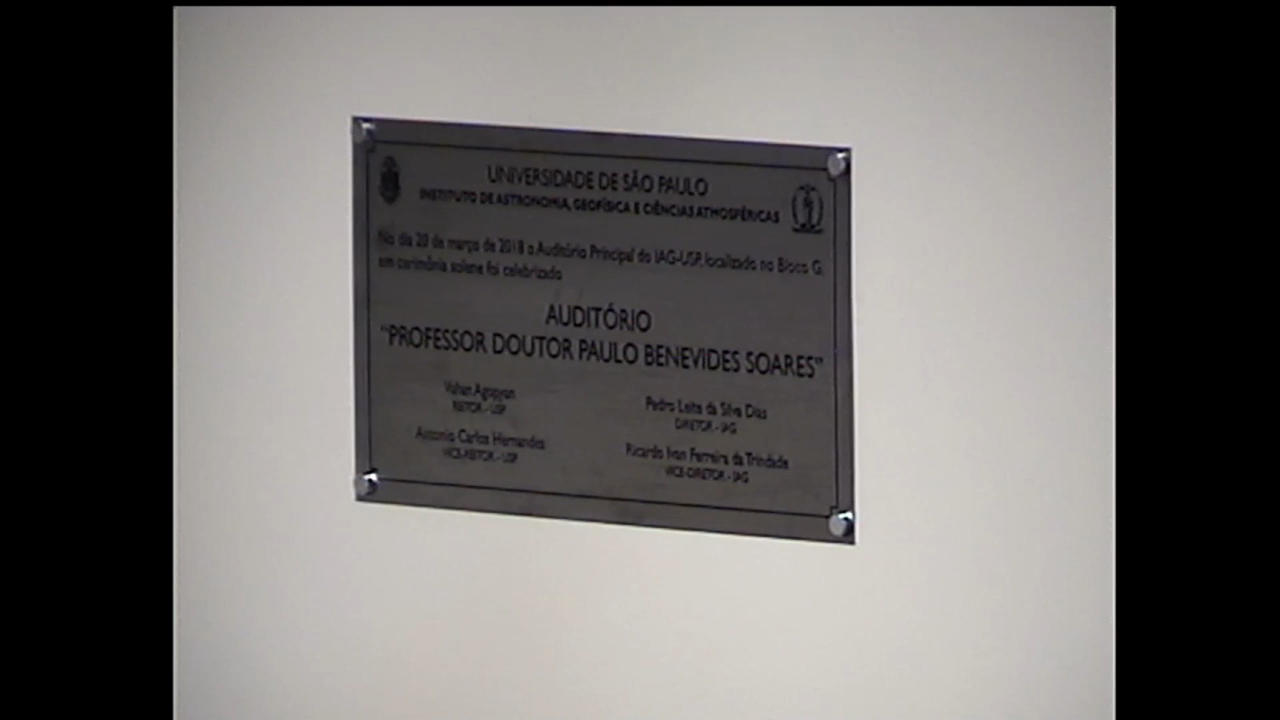 UNIVERSIDADE DE SÃO PAULO
INSTITUTO DE ASTRONOMIA, GEOFÍSICA E CIÊNCIAS ATMOSFÉRICAS
No dia 20 de março de 2018 o Auditório Principal do IAG-USP, localizado no Bloco G,
em cerimônia solene foi celebrizado
AUDITÓRIO
"PROFESSOR DOUTOR PAULO BENEVIDES SOARES"
Vahan Agopyan
REITOR - USP
Pedro Leite da Silva Dias
DIRETOR - IAG
Antonio Carlos Hernandes
VICE-REITOR - USP
Ricardo Ivan Ferreira da Trindade
VICE-DIRETOR - IAG